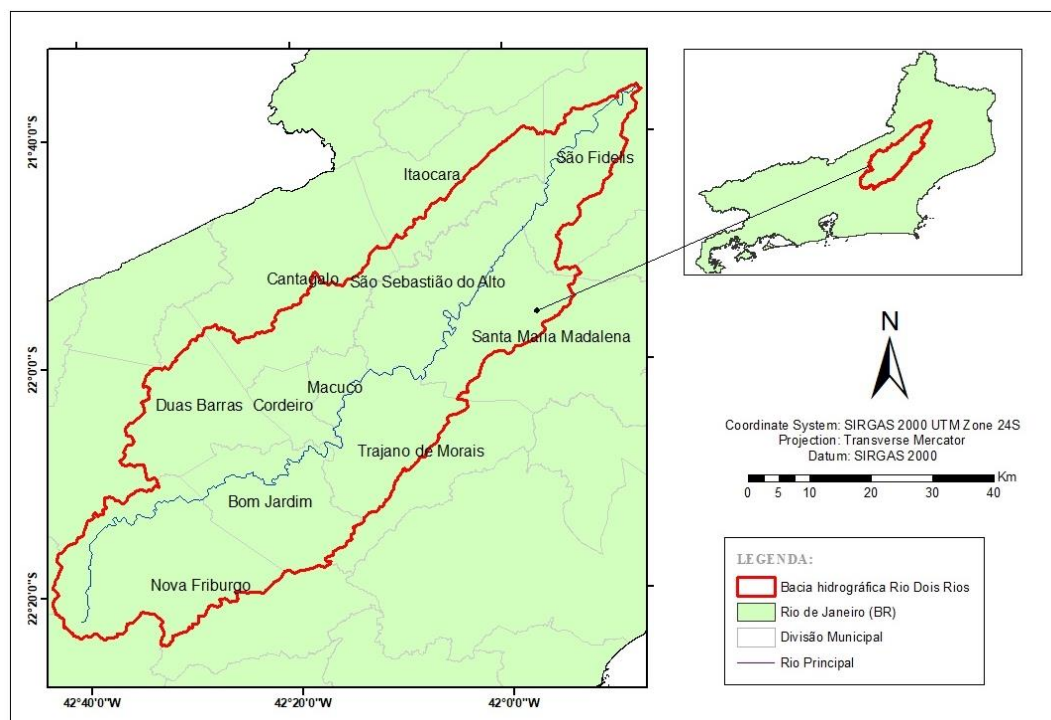 42°40'0"W
42°20'0"W
42°0'0"W
21°40'0"S
22°0'0"S
22°20'0"S
São Fidelis
Itaocara
Cantagalo
São Sebastião do Alto
Santa Maria Madalena
Macuco
Duas Barras
Cordeiro
Trajano de Morais
Bom Jardim
Nova Friburgo
N
Coordinate System: SIRGAS 2000 UTM Zone 24S
Projection: Transverse Mercator
Datum: SIRGAS 2000
Km
0 5 10 20 30 40
LEGENDA:
Bacia hidrográfica Rio Dois Rios
Rio de Janeiro (BR)
Divisão Municipal
Rio Principal